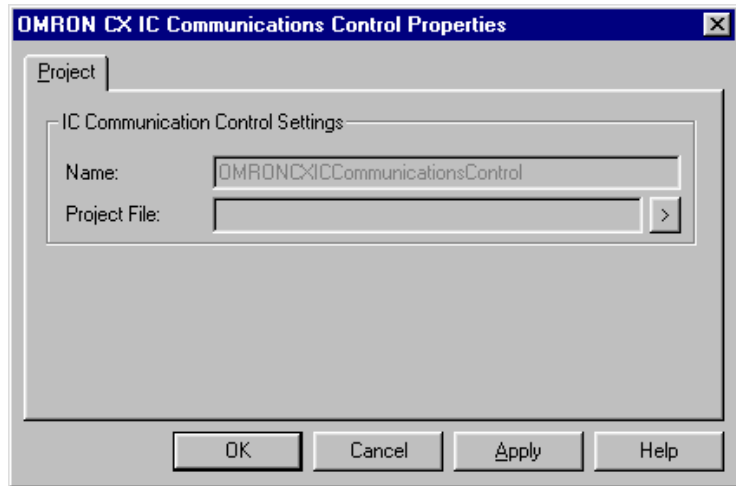 OMRON CX IC Communications Control Properties
Project
IC Communication Control Settings
Name: OMRONCXICCommunicationsControl
Project File: >
OK Cancel Apply Help